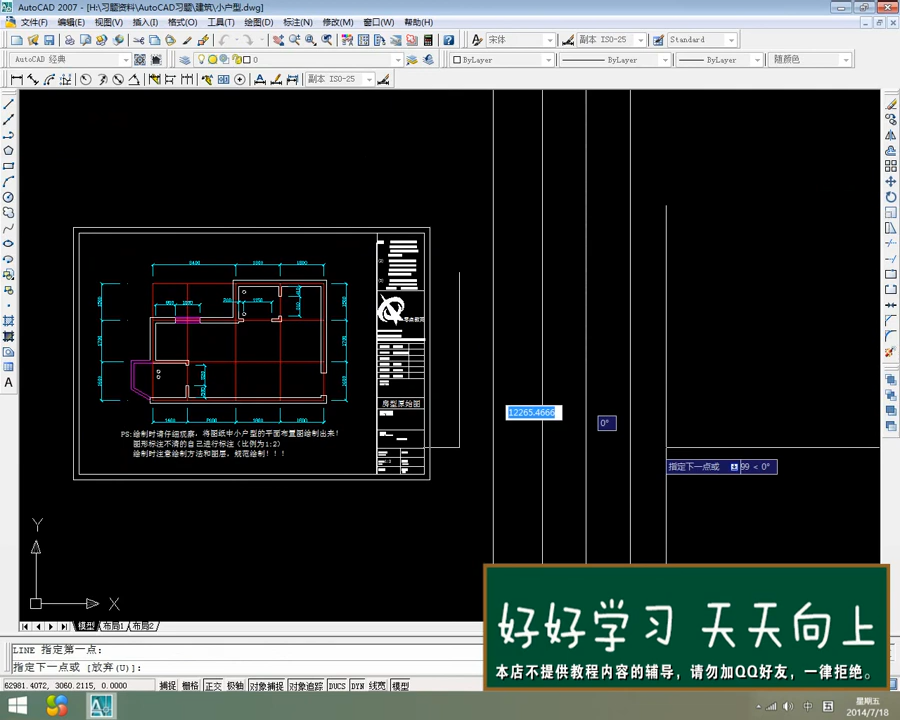 AutoCAD 2007 - [H:\习题资料\AutoCAD习题\建筑\小户型.dwg]
文件(F) 编辑(E) 视图(V) 插入(I) 格式(O) 工具(T) 绘图(D) 标注(N) 修改(M) 窗口(W) 帮助(H)
宋体 副本 ISO-25 Standard
AutoCAD 经典 0 ByLayer ByLayer ByLayer 随颜色
副本 ISO-25
房型原始图
PS:绘制时请仔细观察，将图纸中小户型的平面布置图绘制出来!
图形标注不清的自己进行标注（比例为1:2）
绘制时注意绘制方法和图层，规范绘制!!!
12265.4666
0°
指定下一点或 99 < 0°
Y
X
A
模型 布局1 布局2
LINE 指定第一点:
指定下一点或 [放弃(U)]:
62981.4072, 3060.2115, 0.0000 捕捉 栅格 正交 极轴 对象捕捉 对象追踪 DUCS DYN 线宽 模型
好好学习 天天向上
本店不提供教程内容的辅导，请勿加QQ好友，一律拒绝。
中 五
星期五
2014/7/18